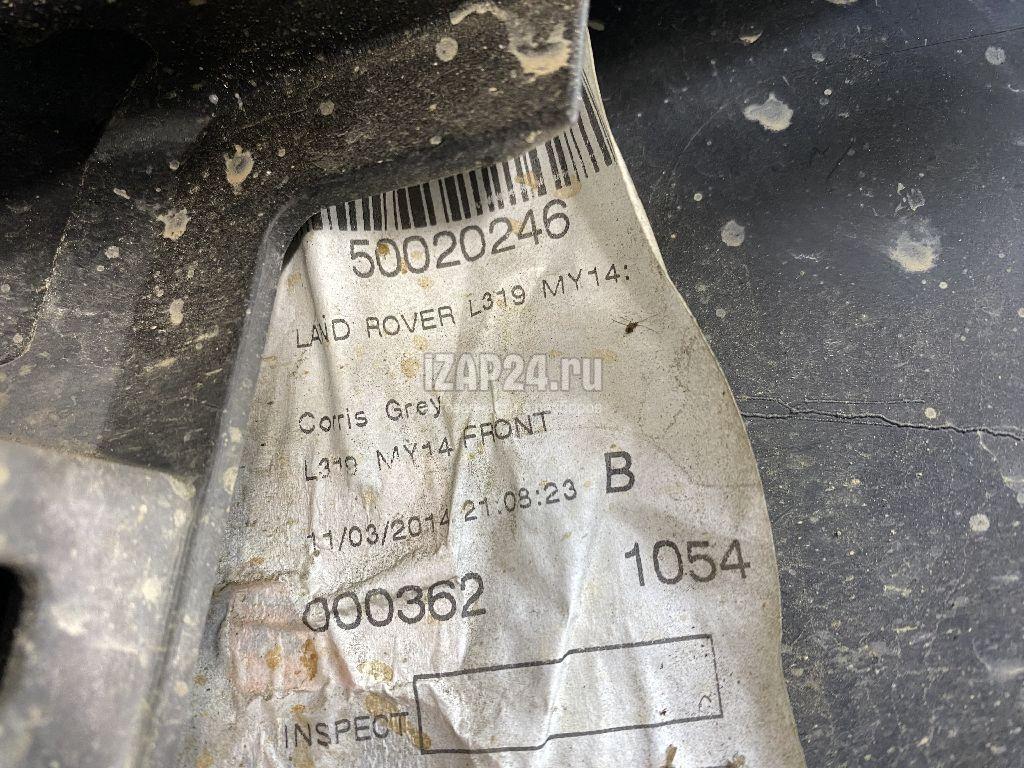 50020246
LAND ROVER L319 MY14:
IZAP24.ru
Corris Grey
L319 MY14 FRONT
11/03/2014 21:08:23 B
000362 1054
INSPECT